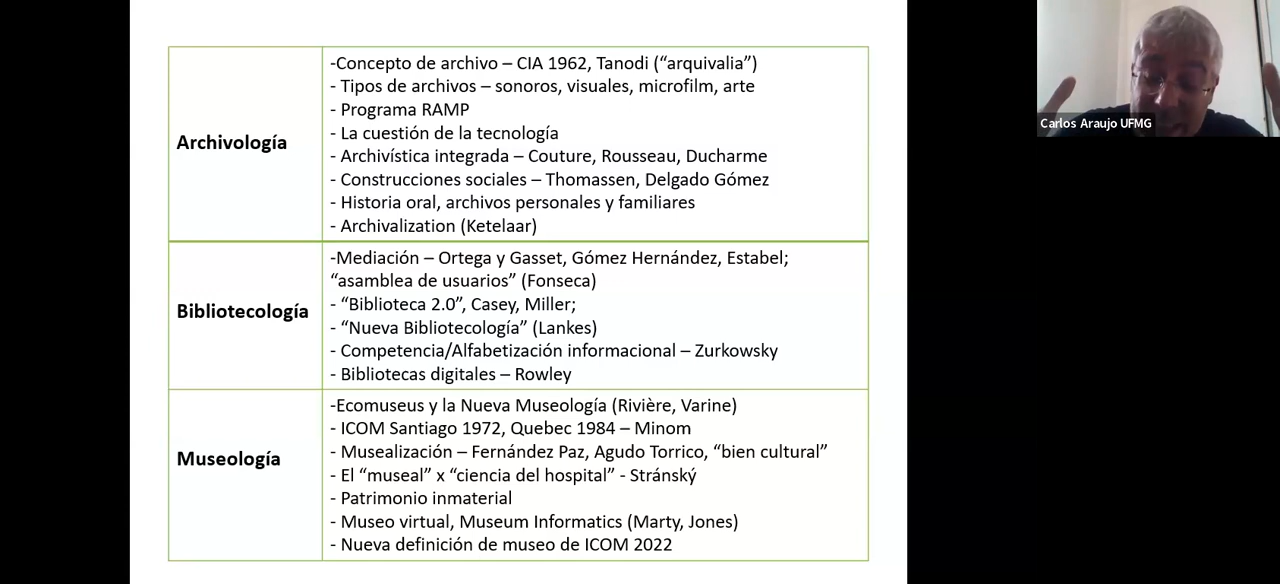 Archivología
-Concepto de archivo – CIA 1962, Tanodi (“arquivalia”)
- Tipos de archivos – sonoros, visuales, microfilm, arte
- Programa RAMP
- La cuestión de la tecnología
- Archivística integrada – Couture, Rousseau, Ducharme
- Construcciones sociales – Thomassen, Delgado Gómez
- Historia oral, archivos personales y familiares
- Archivalization (Ketelaar)
Bibliotecología
-Mediación – Ortega y Gasset, Gómez Hernández, Estabel;
“asamblea de usuarios” (Fonseca)
- “Biblioteca 2.0”, Casey, Miller;
- “Nueva Bibliotecología” (Lankes)
- Competencia/Alfabetización informacional – Zurkowsky
- Bibliotecas digitales – Rowley
Museología
-Ecomuseus y la Nueva Museología (Rivière, Varine)
- ICOM Santiago 1972, Quebec 1984 – Minom
- Musealización – Fernández Paz, Agudo Torrico, “bien cultural”
- El “museal” x “ciencia del hospital” - Stránský
- Patrimonio inmaterial
- Museo virtual, Museum Informatics (Marty, Jones)
- Nueva definición de museo de ICOM 2022
Carlos Araujo UFMG